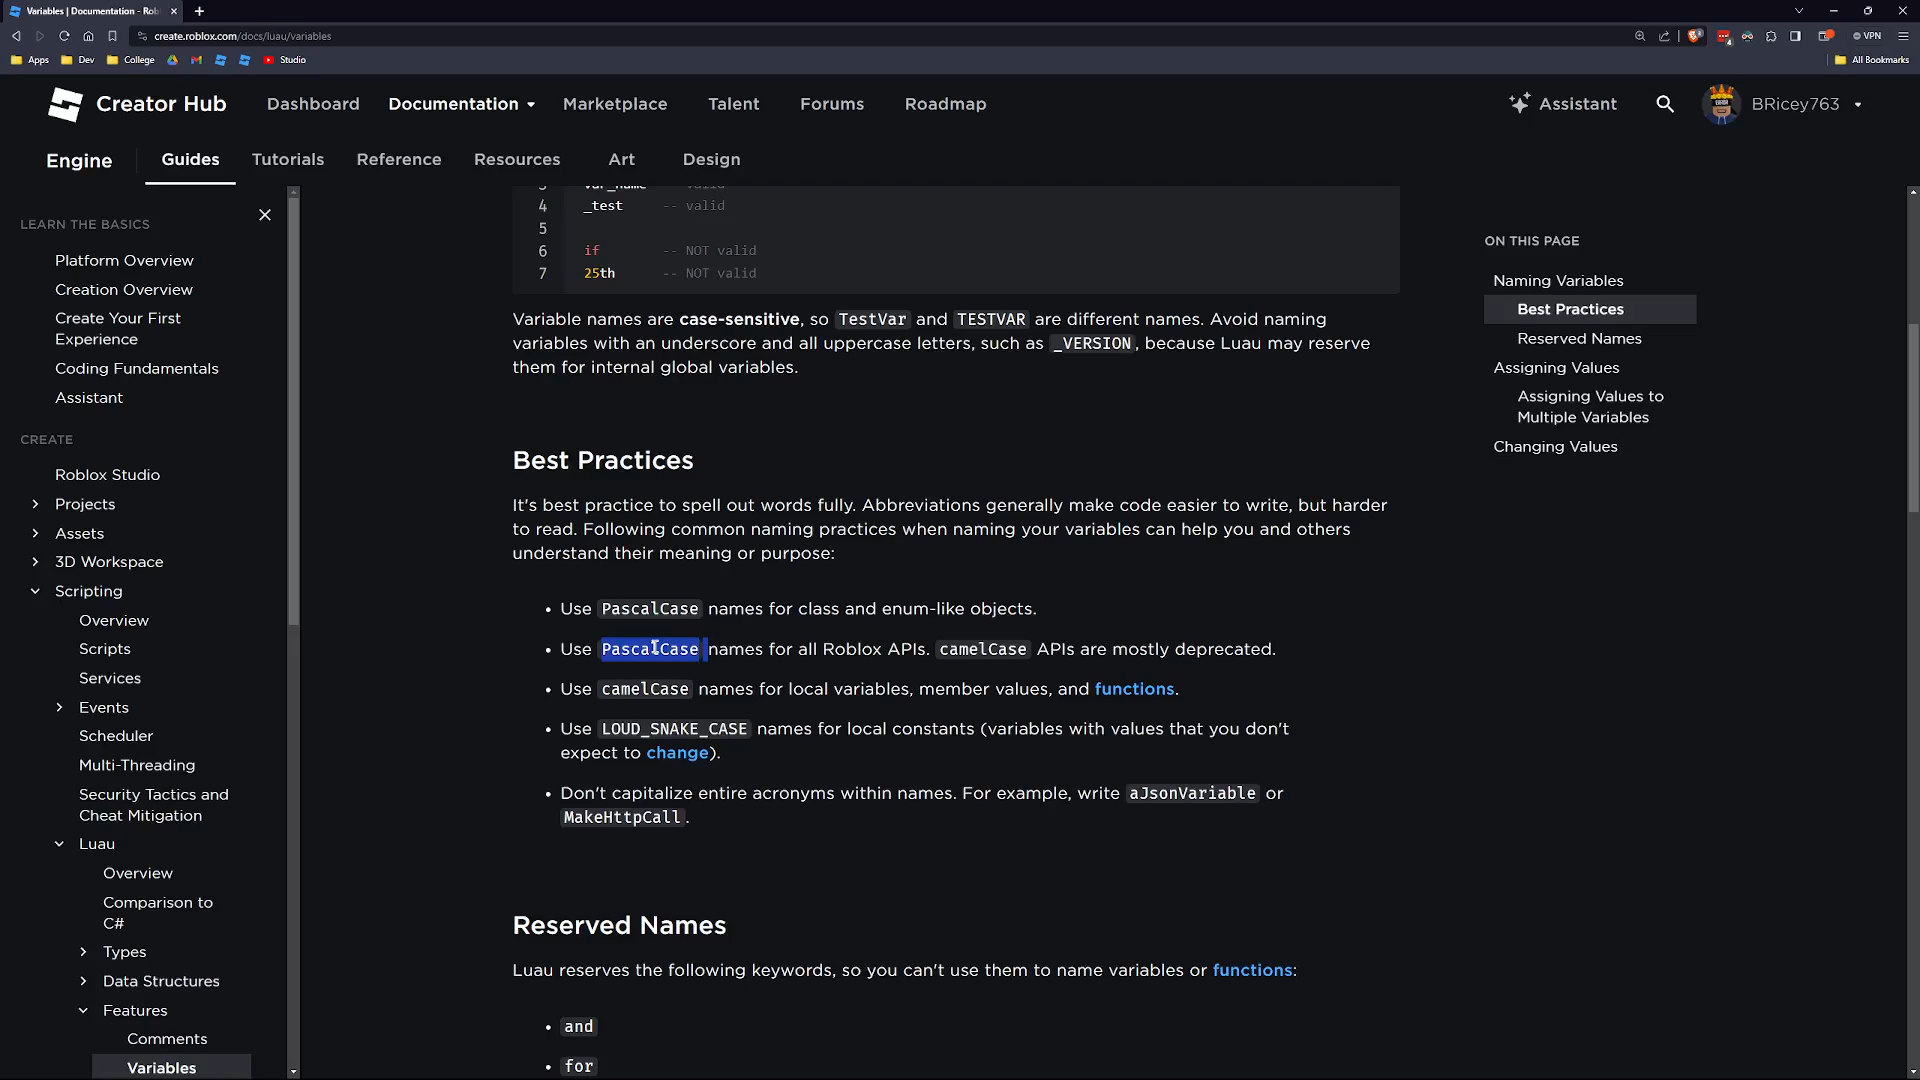 Variables | Documentation - Rob
create.roblox.com/docs/luau/variables
VPN
Apps
Dev
College
Studio
All Bookmarks
Creator Hub
Dashboard
Documentation
Marketplace
Talent
Forums
Roadmap
Assistant
BRicey763
Engine
Guides
Tutorials
Reference
Resources
Art
Design
LEARN THE BASICS
Platform Overview
Creation Overview
Create Your First
Experience
Coding Fundamentals
Assistant
CREATE
Roblox Studio
Projects
Assets
3D Workspace
Scripting
Overview
Scripts
Services
Events
Scheduler
Multi-Threading
Security Tactics and
Cheat Mitigation
Luau
Overview
Comparison to
C#
Types
Data Structures
Features
Comments
Variables
3 var_name -- valid
4 _test -- valid
5
6 if -- NOT valid
7 25th -- NOT valid
Variable names are case-sensitive, so TestVar and TESTVAR are different names. Avoid naming
variables with an underscore and all uppercase letters, such as _VERSION, because Luau may reserve
them for internal global variables.
Best Practices
It's best practice to spell out words fully. Abbreviations generally make code easier to write, but harder
to read. Following common naming practices when naming your variables can help you and others
understand their meaning or purpose:
• Use PascalCase names for class and enum-like objects.
• Use PascalCase names for all Roblox APIs. camelCase APIs are mostly deprecated.
• Use camelCase names for local variables, member values, and functions.
• Use LOUD_SNAKE_CASE names for local constants (variables with values that you don't
expect to change).
• Don't capitalize entire acronyms within names. For example, write aJsonVariable or
MakeHttpCall.
Reserved Names
Luau reserves the following keywords, so you can't use them to name variables or functions:
• and
• for
ON THIS PAGE
Naming Variables
Best Practices
Reserved Names
Assigning Values
Assigning Values to
Multiple Variables
Changing Values